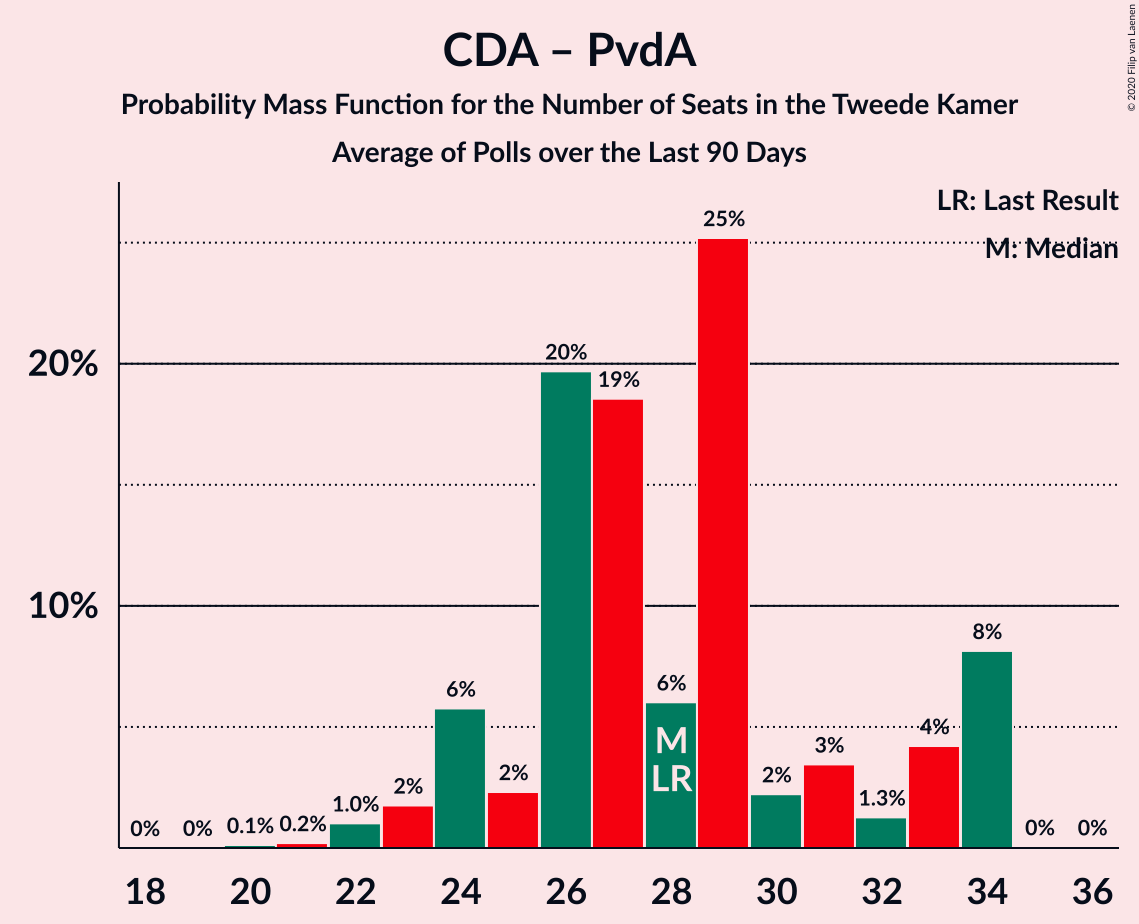 CDA – PvdA
Probability Mass Function for the Number of Seats in the Tweede Kamer
Average of Polls over the Last 90 Days
© 2020 Filip van Laenen
LR: Last Result
M: Median
25%
20%
20%
19%
10%
8%
6%
6%
M
LR
4%
3%
2%
2%
2%
1.3%
1.0%
0.2%
0.1%
0%
0%
0%
0%
18 20 22 24 26 28 30 32 34 36